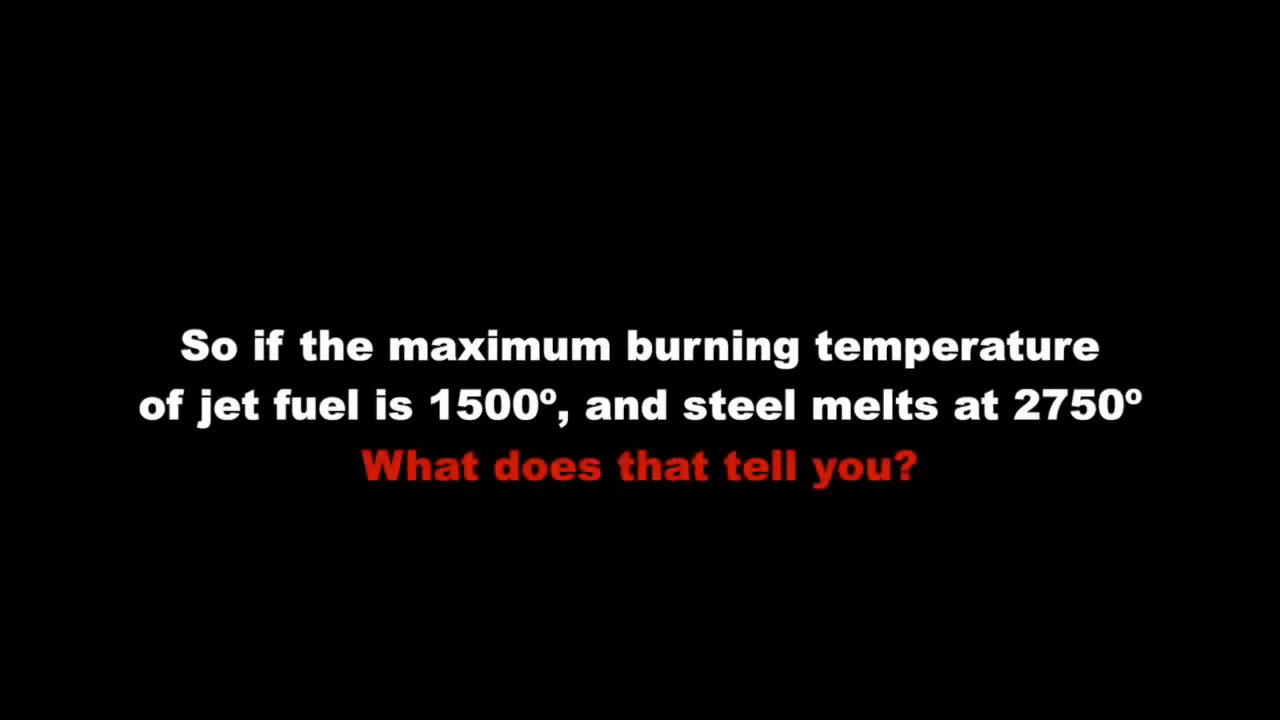 So if the maximum burning temperature
of jet fuel is 1500º, and steel melts at 2750º
What does that tell you?